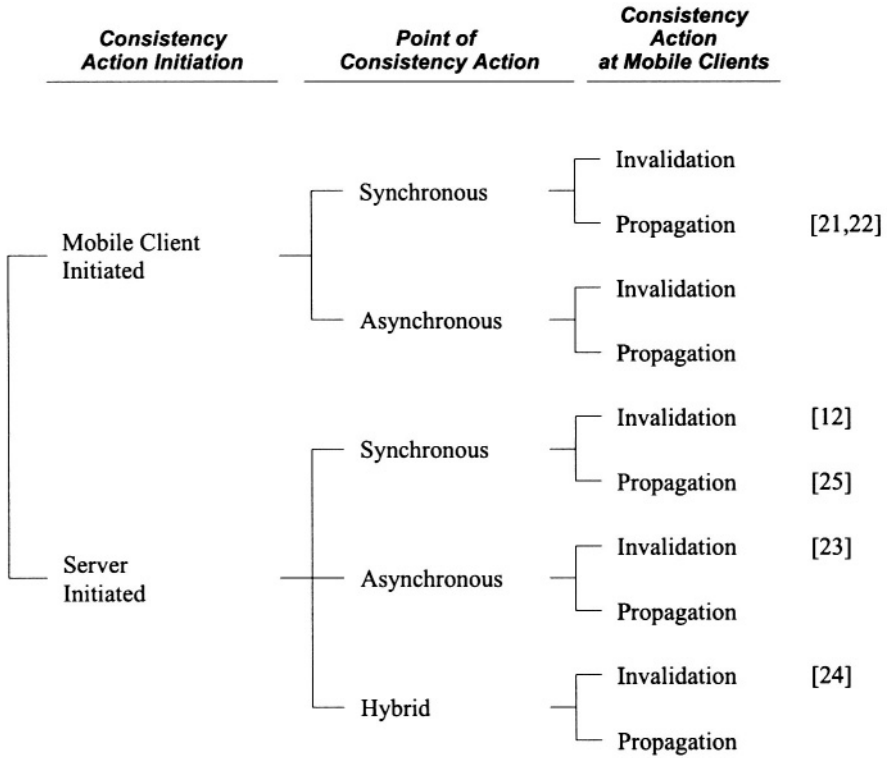 Consistency
Action Initiation
Point of
Consistency Action
Consistency
Action
at Mobile Clients
Mobile Client
Initiated
Synchronous
Invalidation
Propagation [21,22]
Asynchronous
Invalidation
Propagation
Server
Initiated
Synchronous
Invalidation [12]
Propagation [25]
Asynchronous
Invalidation [23]
Propagation
Hybrid
Invalidation [24]
Propagation